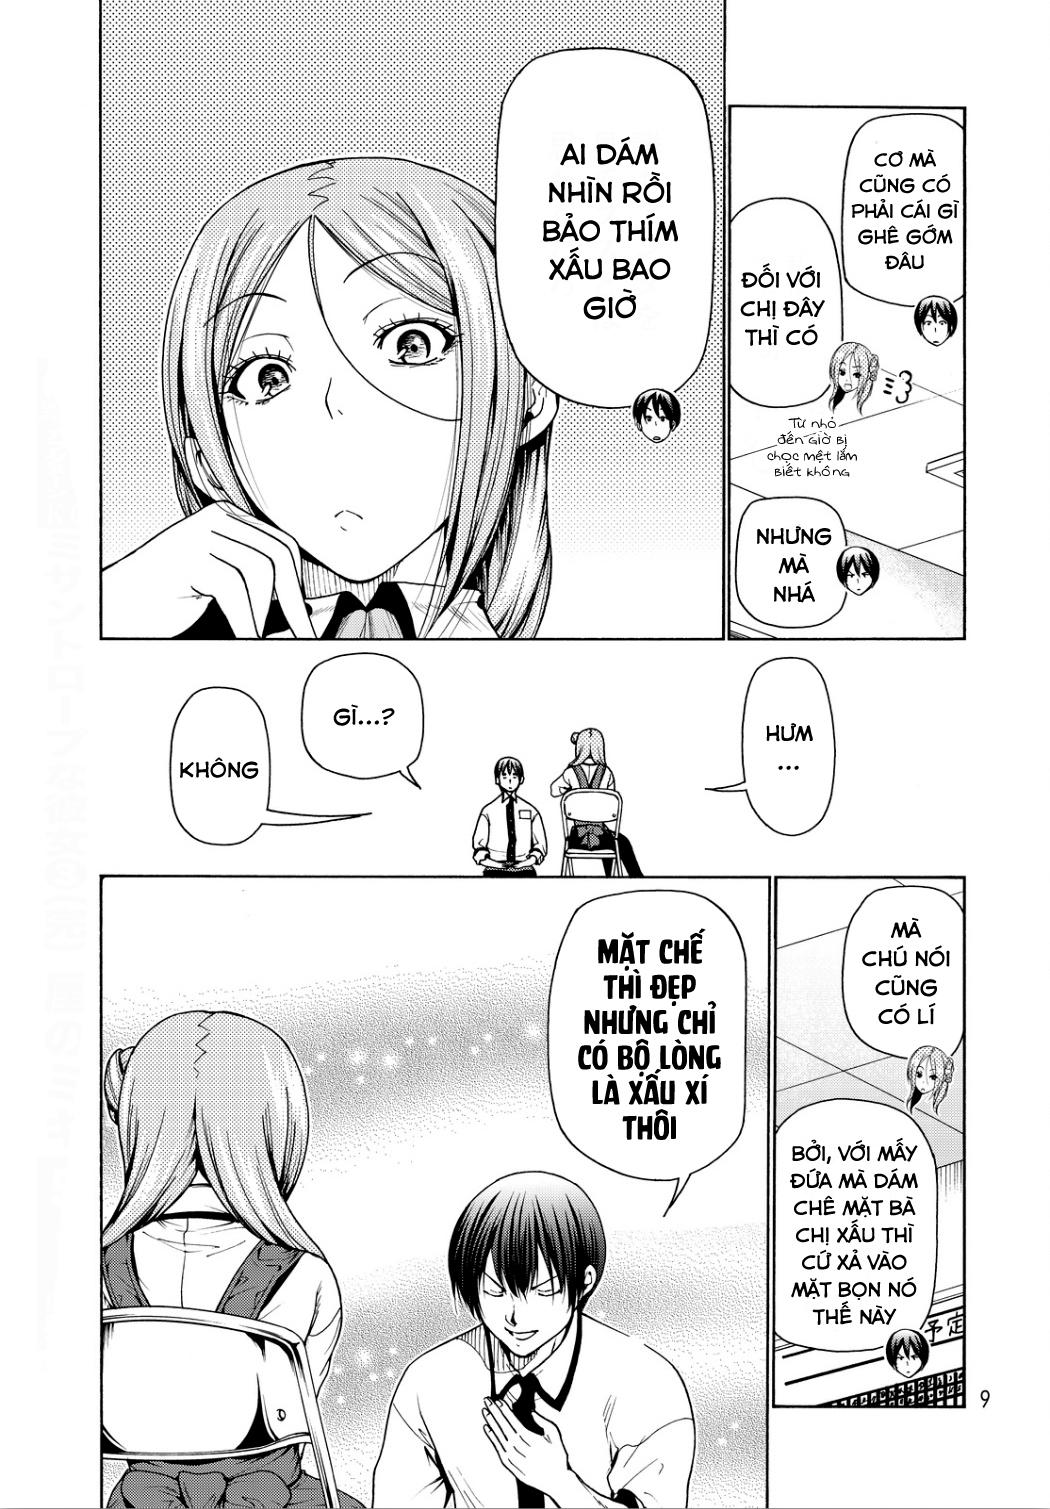 CƠ MÀ
CŨNG CÓ
PHẢI CÁI GÌ
GHÊ GỚM
ĐÂU
ĐỐI VỚI
CHỊ ĐÂY
THÌ CÓ
Từ nhỏ
đến giờ bị
chọc mệt lắm
biết không
NHƯNG
MÀ
NHÁ
AI DÁM
NHÌN RỒI
BẢO THÍM
XẤU BAO
GIỜ
HƯM
...
GÌ...?
KHÔNG
MÀ
CHÚ NÓI
CŨNG
CÓ LÍ
BỞI, VỚI MẤY
ĐỨA MÀ DÁM
CHÊ MẶT BÀ
CHỊ XẤU THÌ
CỨ XẢ VÀO
MẶT BỌN NÓ
THẾ NÀY
予定
MẶT CHẾ
THÌ ĐẸP
NHƯNG CHỈ
CÓ BỘ LÒNG
LÀ XẤU XÍ
THÔI
9